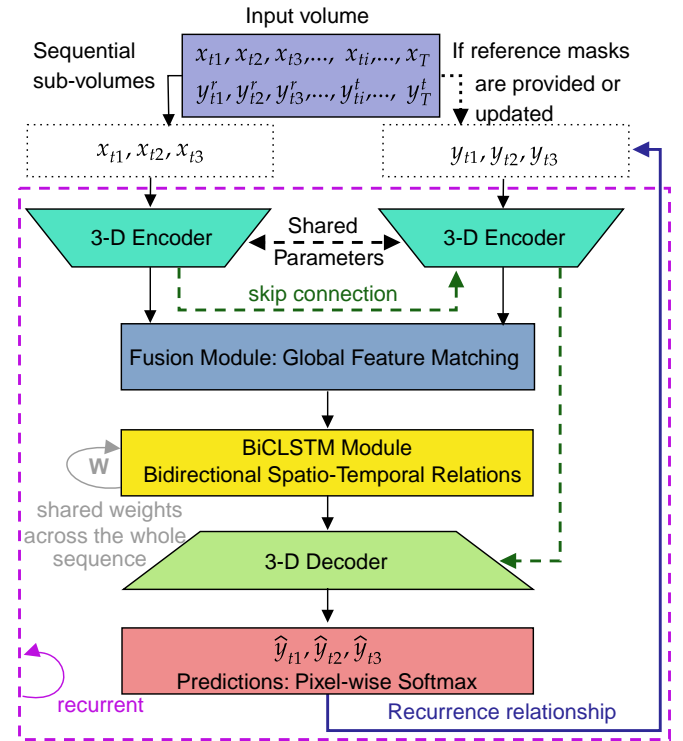 Input volume
Sequential
sub-volumes
x_{t1}, x_{t2}, x_{t3},..., x_{ti},..., x_T
y^r_{t1}, y^r_{t2}, y^r_{t3},..., y^t_{ti},..., y^t_T
If reference masks
are provided or
updated
x_{t1}, x_{t2}, x_{t3}
y_{t1}, y_{t2}, y_{t3}
3-D Encoder
Shared
Parameters
3-D Encoder
skip connection
Fusion Module: Global Feature Matching
BiCLSTM Module
Bidirectional Spatio-Temporal Relations
W
shared weights
across the whole
sequence
3-D Decoder
ŷ_{t1}, ŷ_{t2}, ŷ_{t3}
Predictions: Pixel-wise Softmax
recurrent
Recurrence relationship